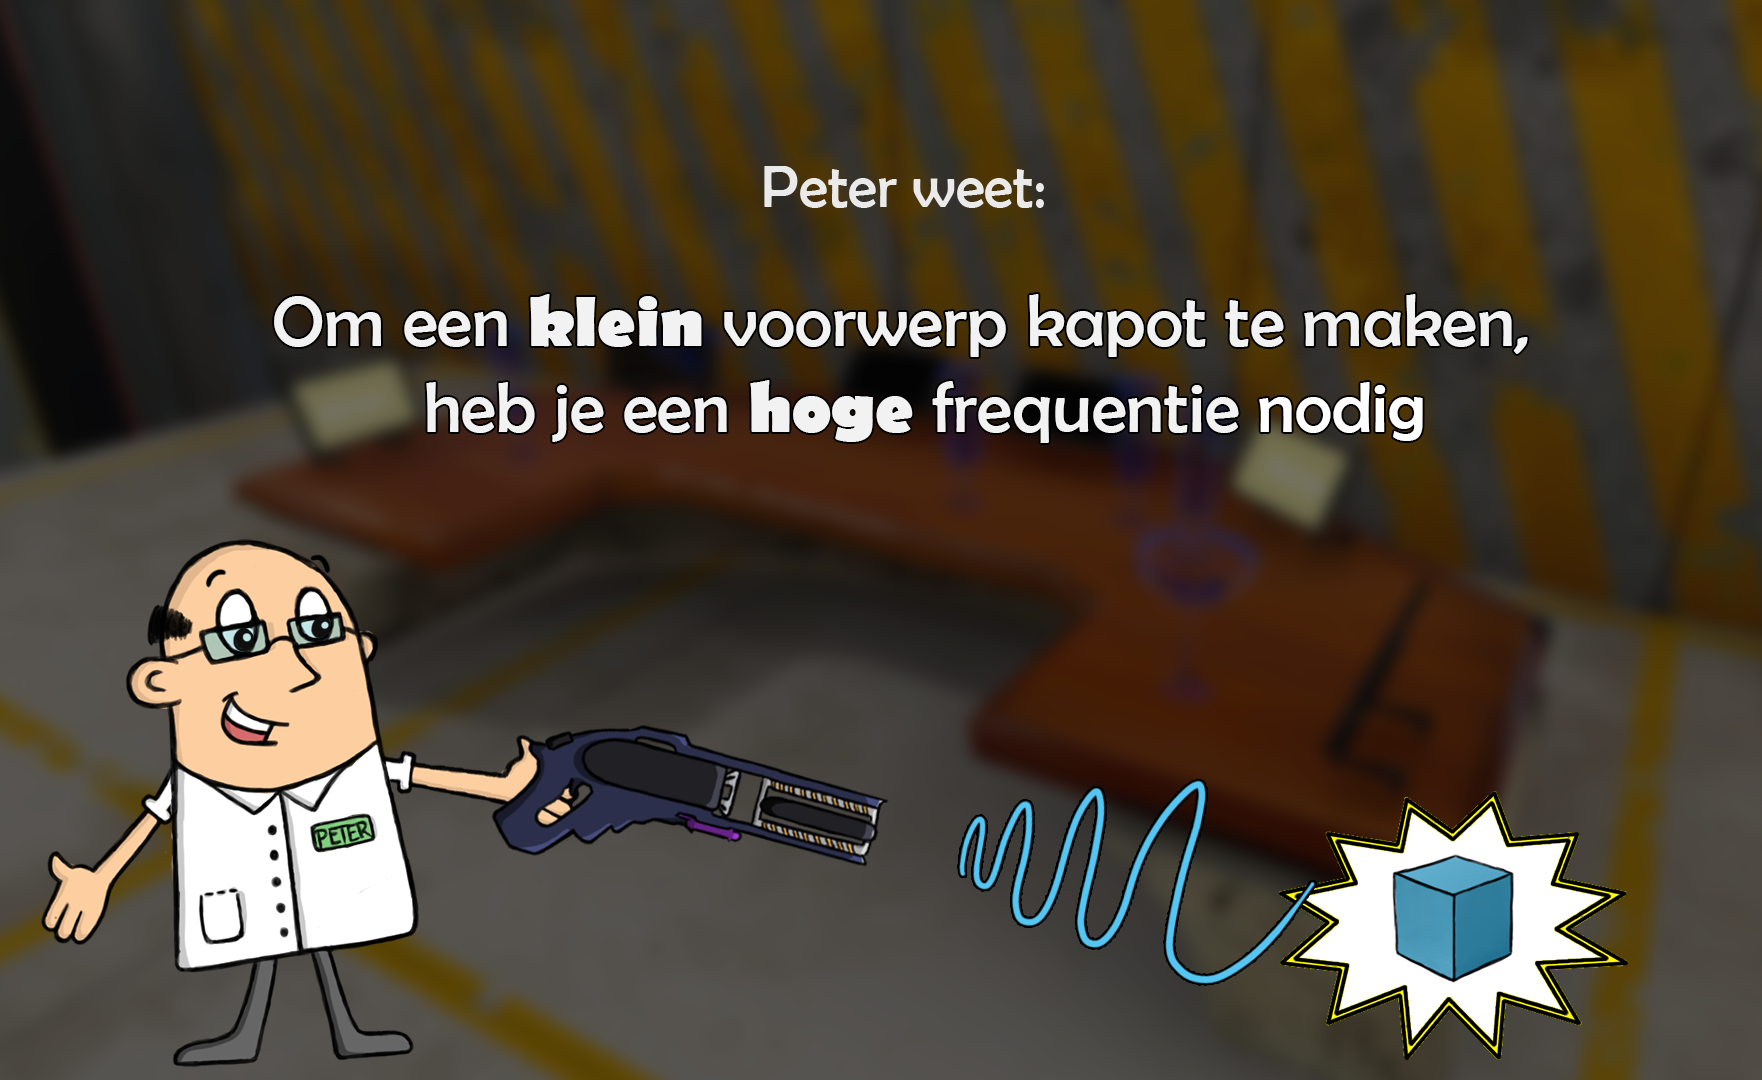 Peter weet:
Om een klein voorwerp kapot te maken,
heb je een hoge frequentie nodig
PETER